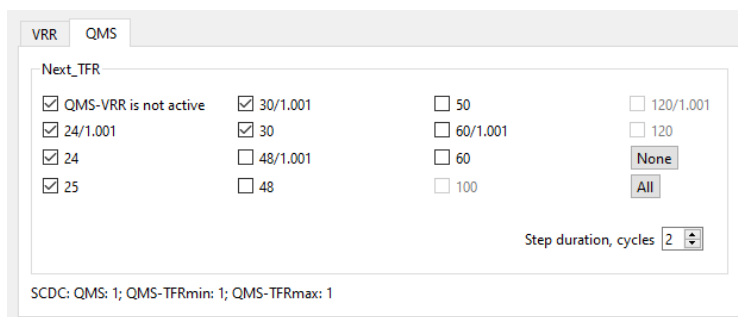 VRR QMS
Next_TFR
QMS-VRR is not active 30/1.001 50 120/1.001
24/1.001 30 60/1.001 120
24 48/1.001 60 None
25 48 100 All
Step duration, cycles 2
SCDC: QMS: 1; QMS-TFRmin: 1; QMS-TFRmax: 1